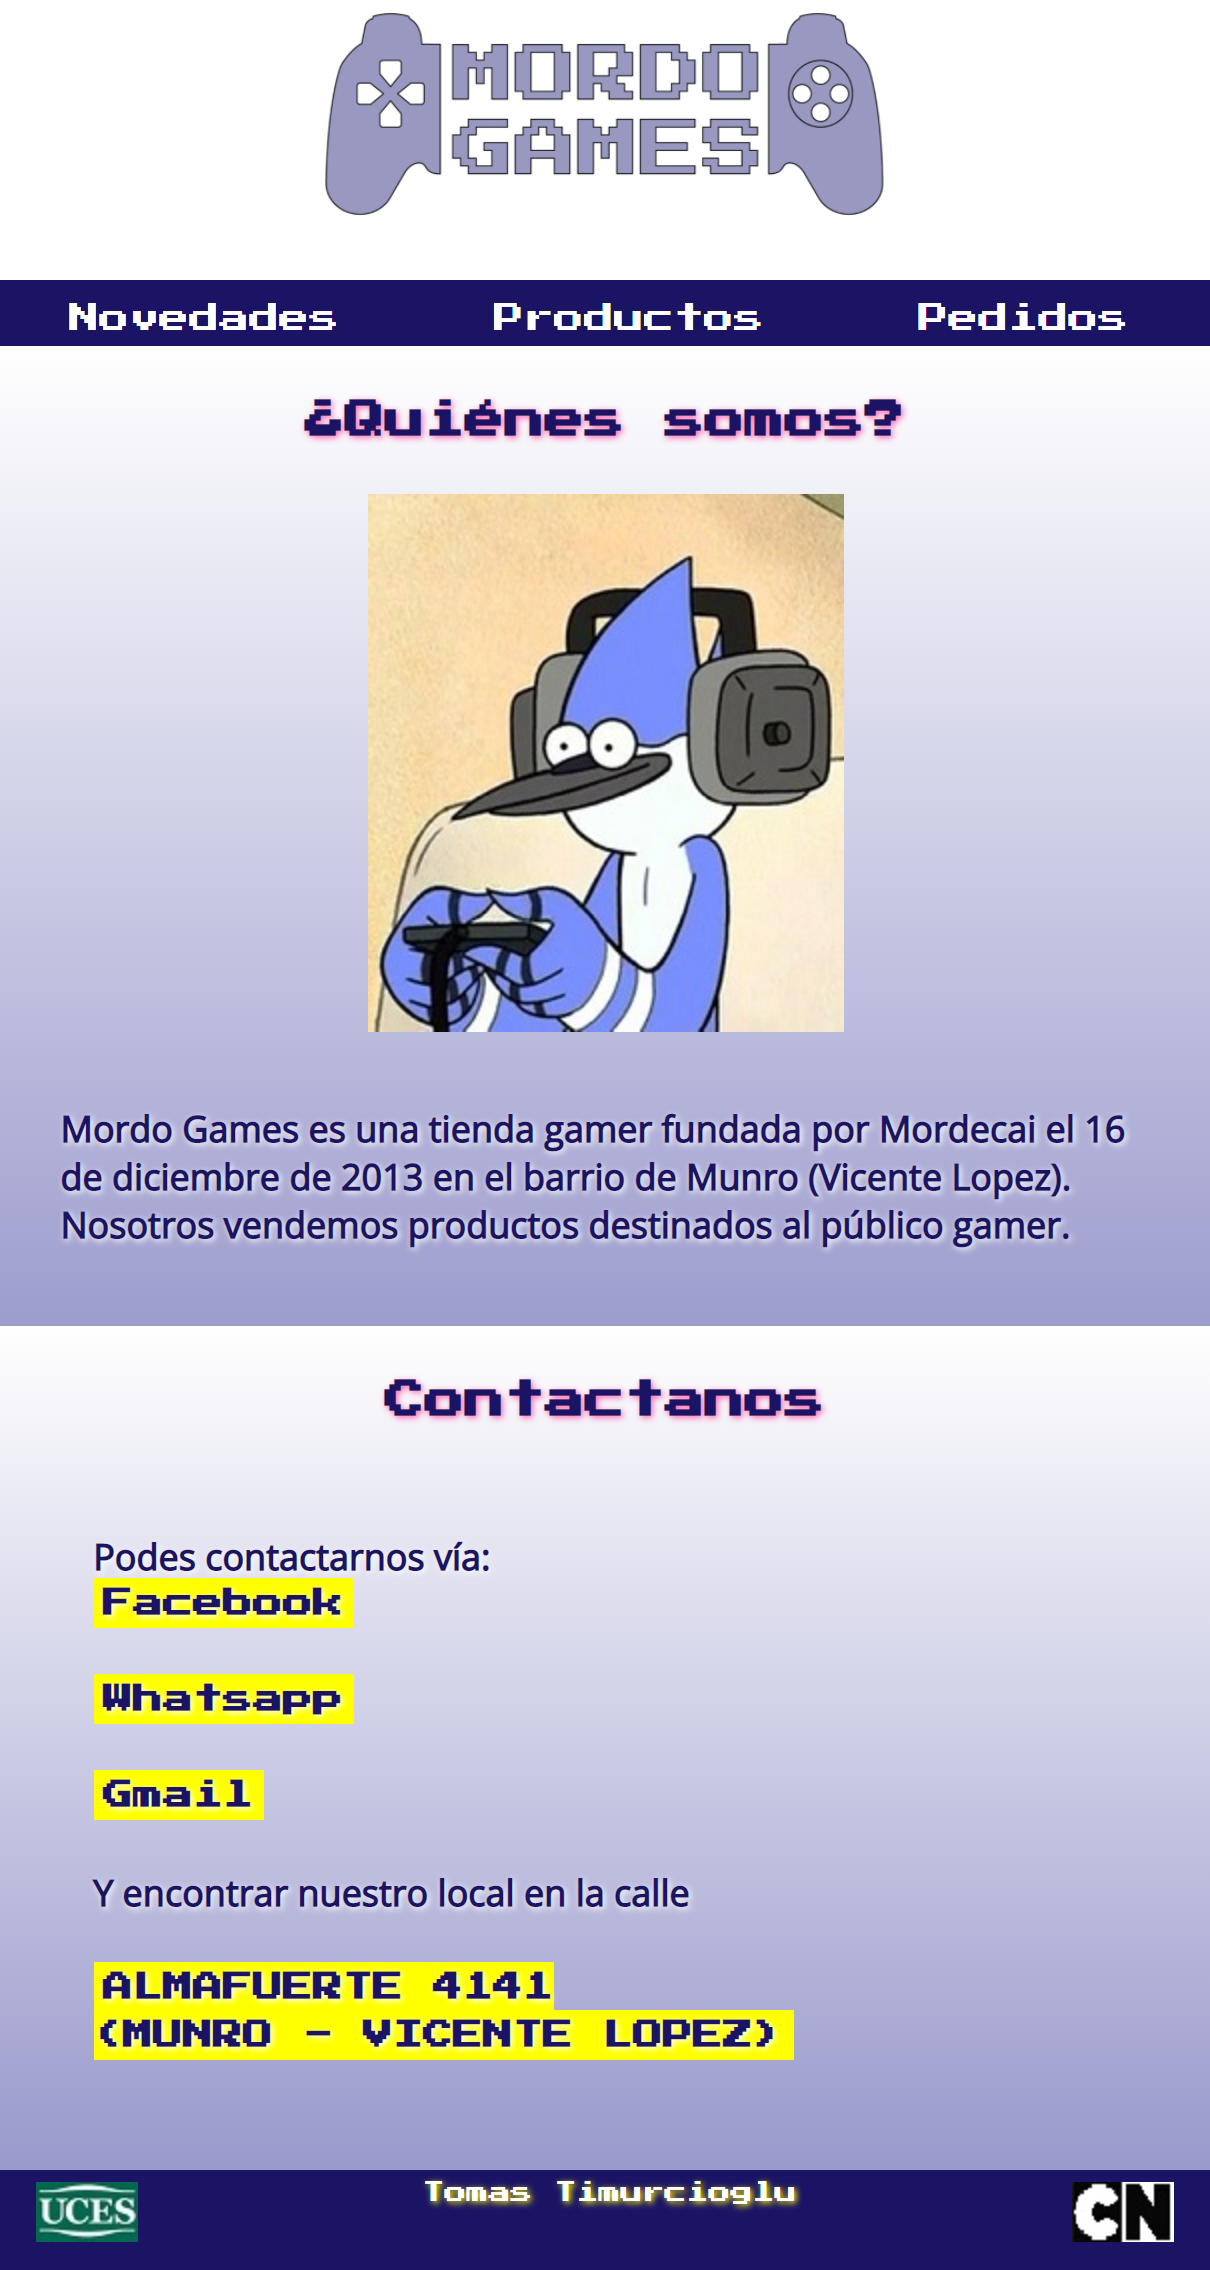 MORDO
GAMES
Novedades Productos Pedidos
¿Quiénes somos?
Mordo Games es una tienda gamer fundada por Mordecai el 16
de diciembre de 2013 en el barrio de Munro (Vicente Lopez).
Nosotros vendemos productos destinados al público gamer.
Contactanos
Podes contactarnos vía:
Facebook
Whatsapp
Gmail
Y encontrar nuestro local en la calle
ALMAFUERTE 4141
(MUNRO - VICENTE LOPEZ)
UCES Tomas Timurcioglu CN